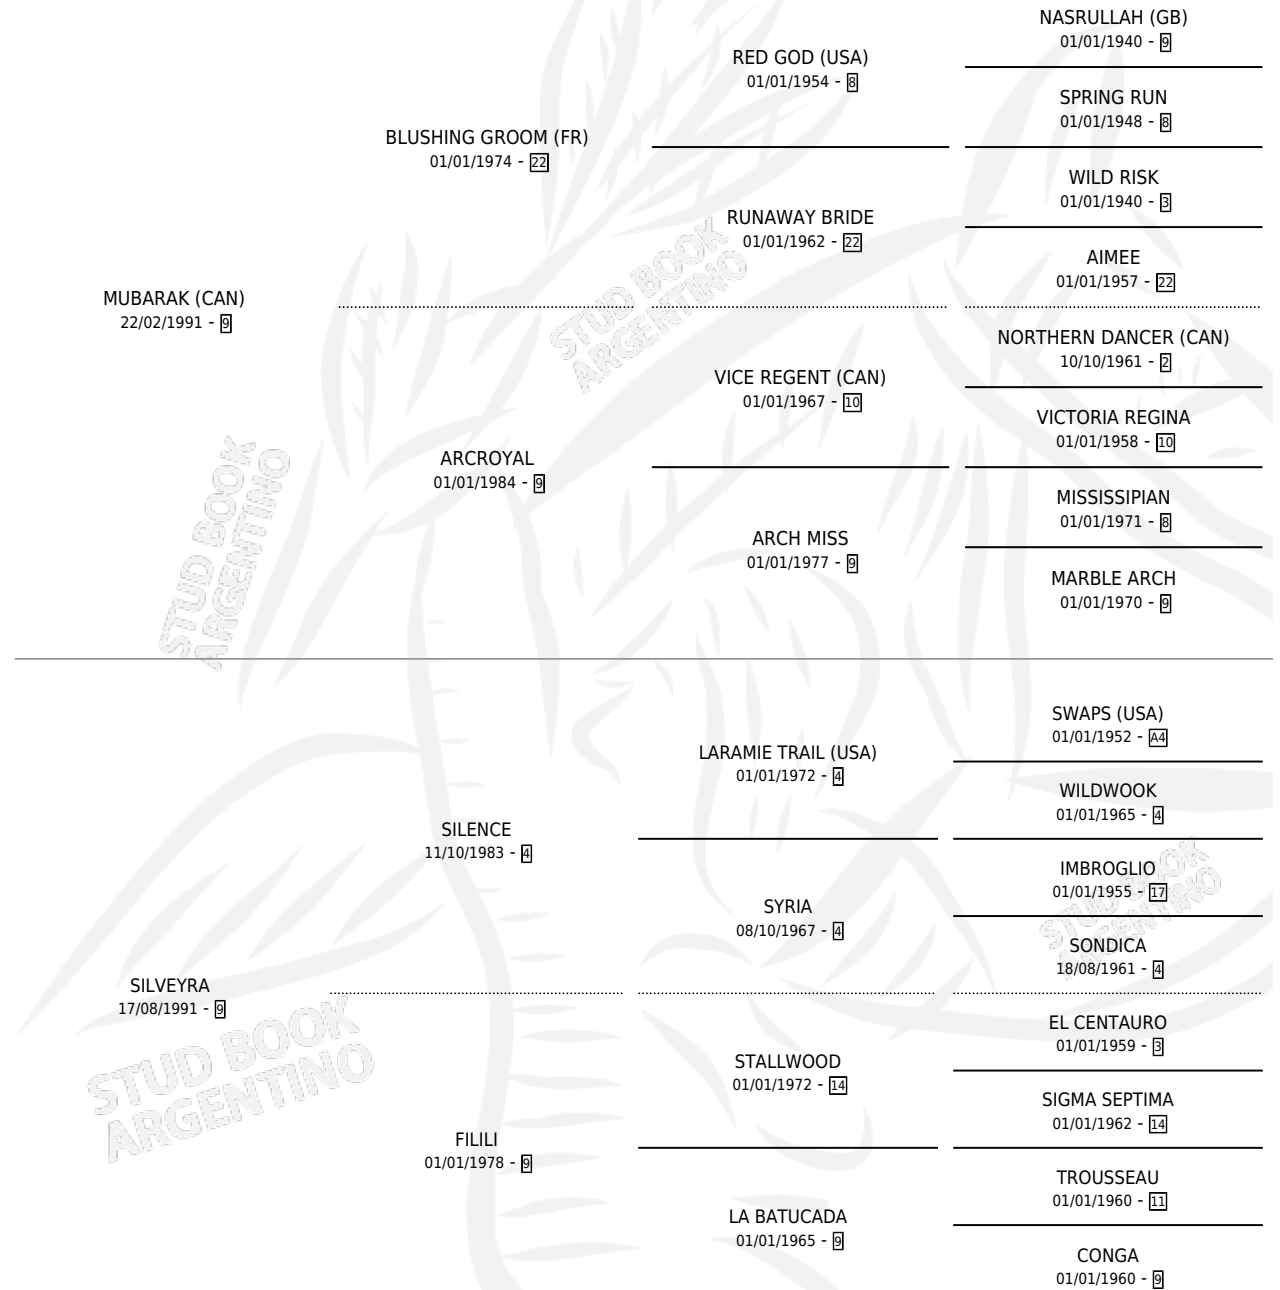 NASRULLAH (GB)
01/01/1940 - 9
RED GOD (USA)
01/01/1954 - 8
SPRING RUN
01/01/1948 - 8
BLUSHING GROOM (FR)
01/01/1974 - 22
WILD RISK
01/01/1940 - 3
RUNAWAY BRIDE
01/01/1962 - 22
AIMEE
01/01/1957 - 22
MUBARAK (CAN)
22/02/1991 - 9
STUD BOOK
ARGENTINO
NORTHERN DANCER (CAN)
10/10/1961 - 2
VICE REGENT (CAN)
01/01/1967 - 10
VICTORIA REGINA
01/01/1958 - 10
ARCROYAL
01/01/1984 - 9
MISSISSIPIAN
01/01/1971 - 8
ARCH MISS
01/01/1977 - 9
MARBLE ARCH
01/01/1970 - 9
STUD BOOK
ARGENTINO
SWAPS (USA)
01/01/1952 - A4
LARAMIE TRAIL (USA)
01/01/1972 - 4
WILDWOOK
01/01/1965 - 4
SILENCE
11/10/1983 - 4
IMBROGLIO
01/01/1955 - 17
SYRIA
08/10/1967 - 4
SONDICA
18/08/1961 - 4
STUD BOOK
ARGENTINO
SILVEYRA
17/08/1991 - 9
EL CENTAURO
01/01/1959 - 3
STALLWOOD
01/01/1972 - 14
SIGMA SEPTIMA
01/01/1962 - 14
STUD BOOK
ARGENTINO
FILILI
01/01/1978 - 9
TROUSSEAU
01/01/1960 - 11
LA BATUCADA
01/01/1965 - 9
CONGA
01/01/1960 - 9